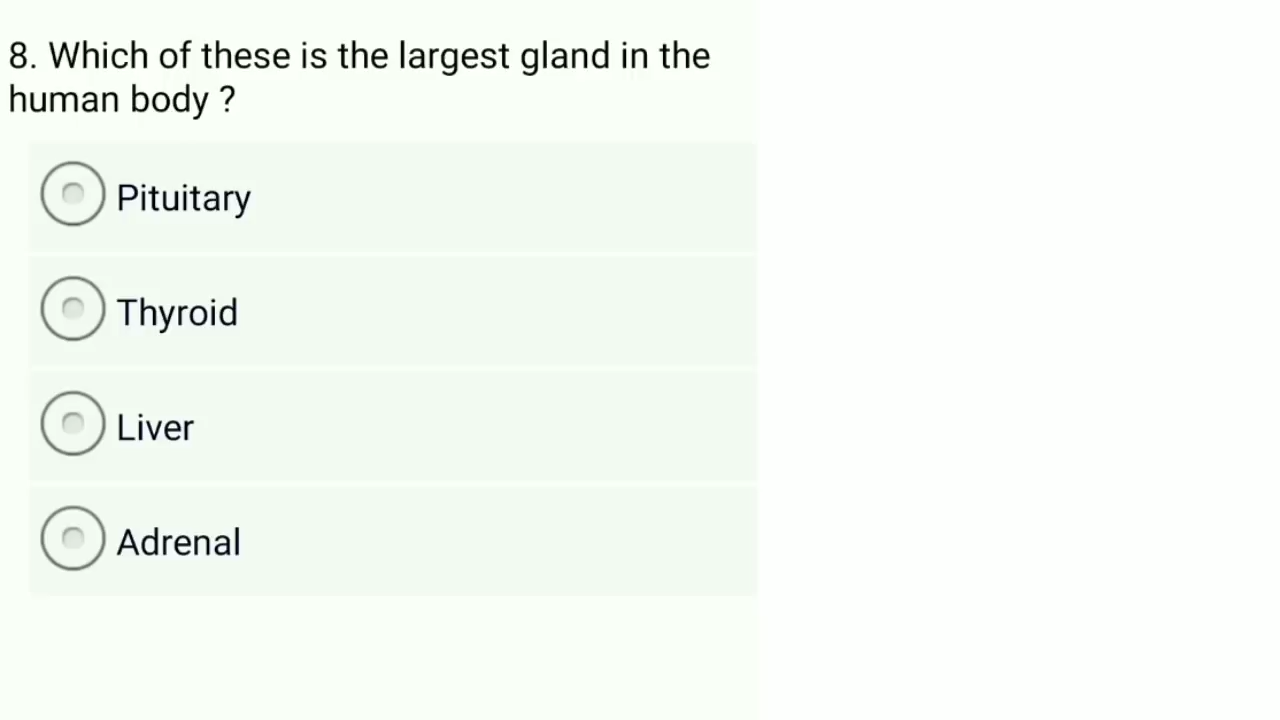 8. Which of these is the largest gland in the
human body ?
Pituitary
Thyroid
Liver
Adrenal